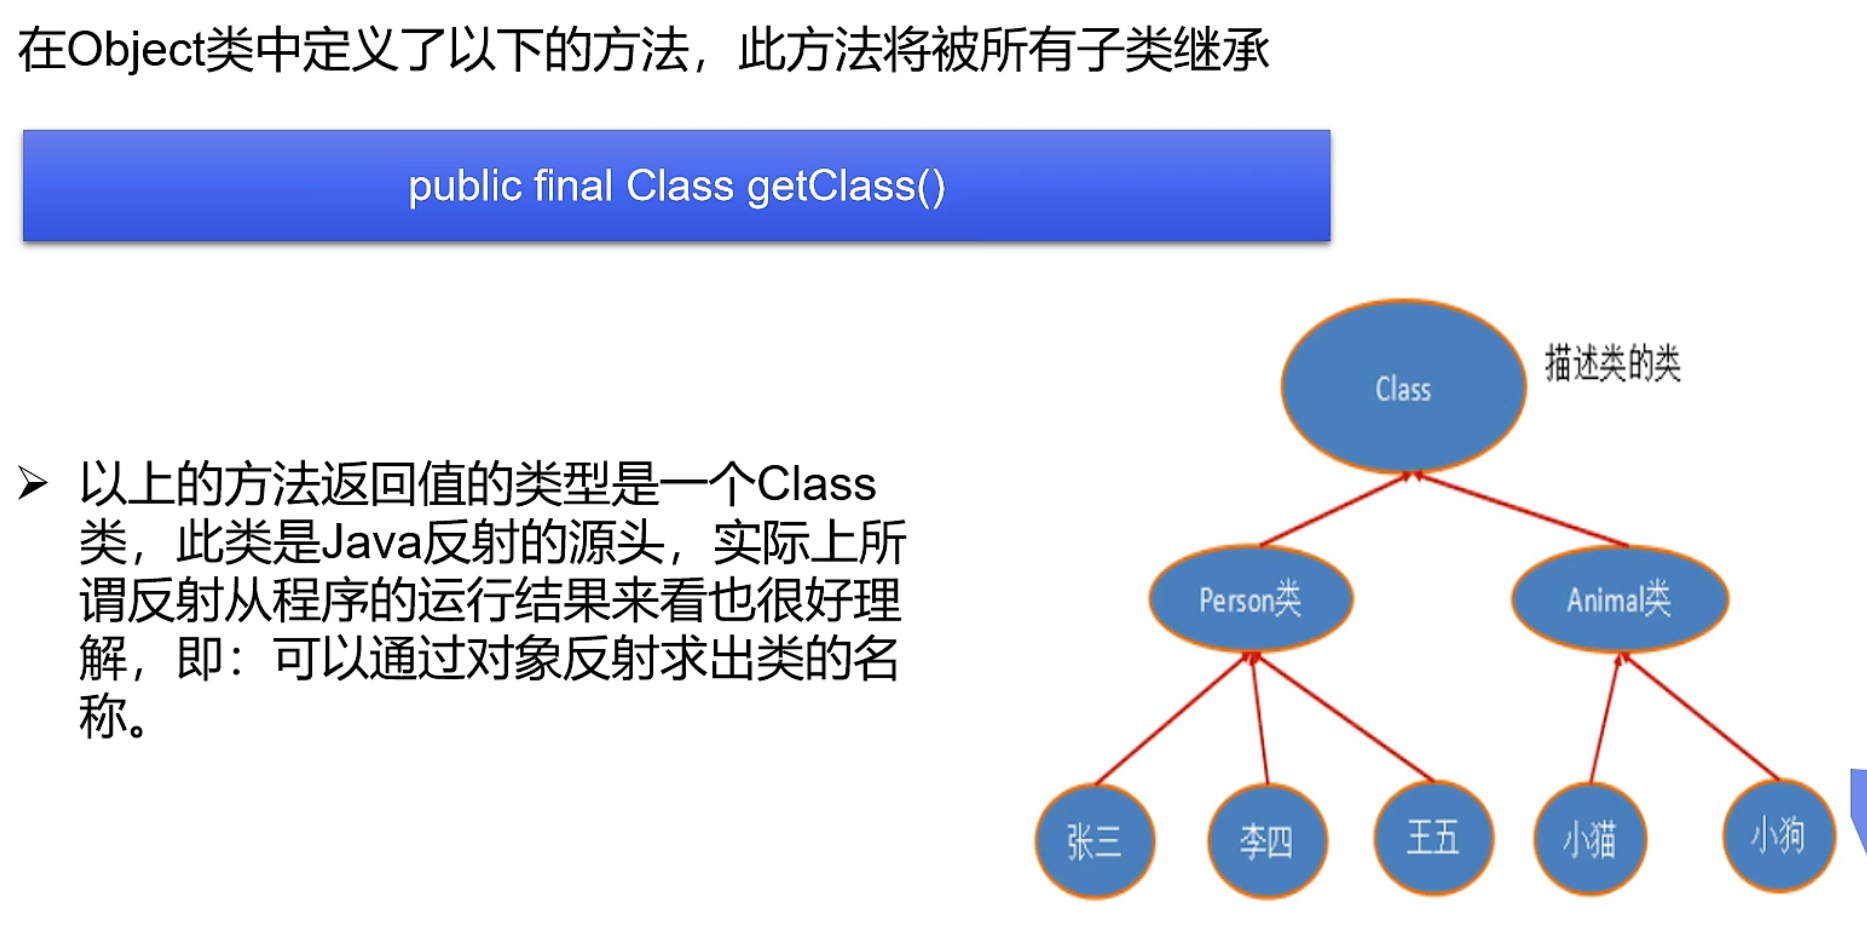 在Object类中定义了以下的方法，此方法将被所有子类继承
public final Class getClass()
以上的方法返回值的类型是一个Class
类，此类是Java反射的源头，实际上所
谓反射从程序的运行结果来看也很好理
解，即：可以通过对象反射求出类的名
称。
Class
描述类的类
Person类
Animal类
张三
李四
王五
小猫
小狗